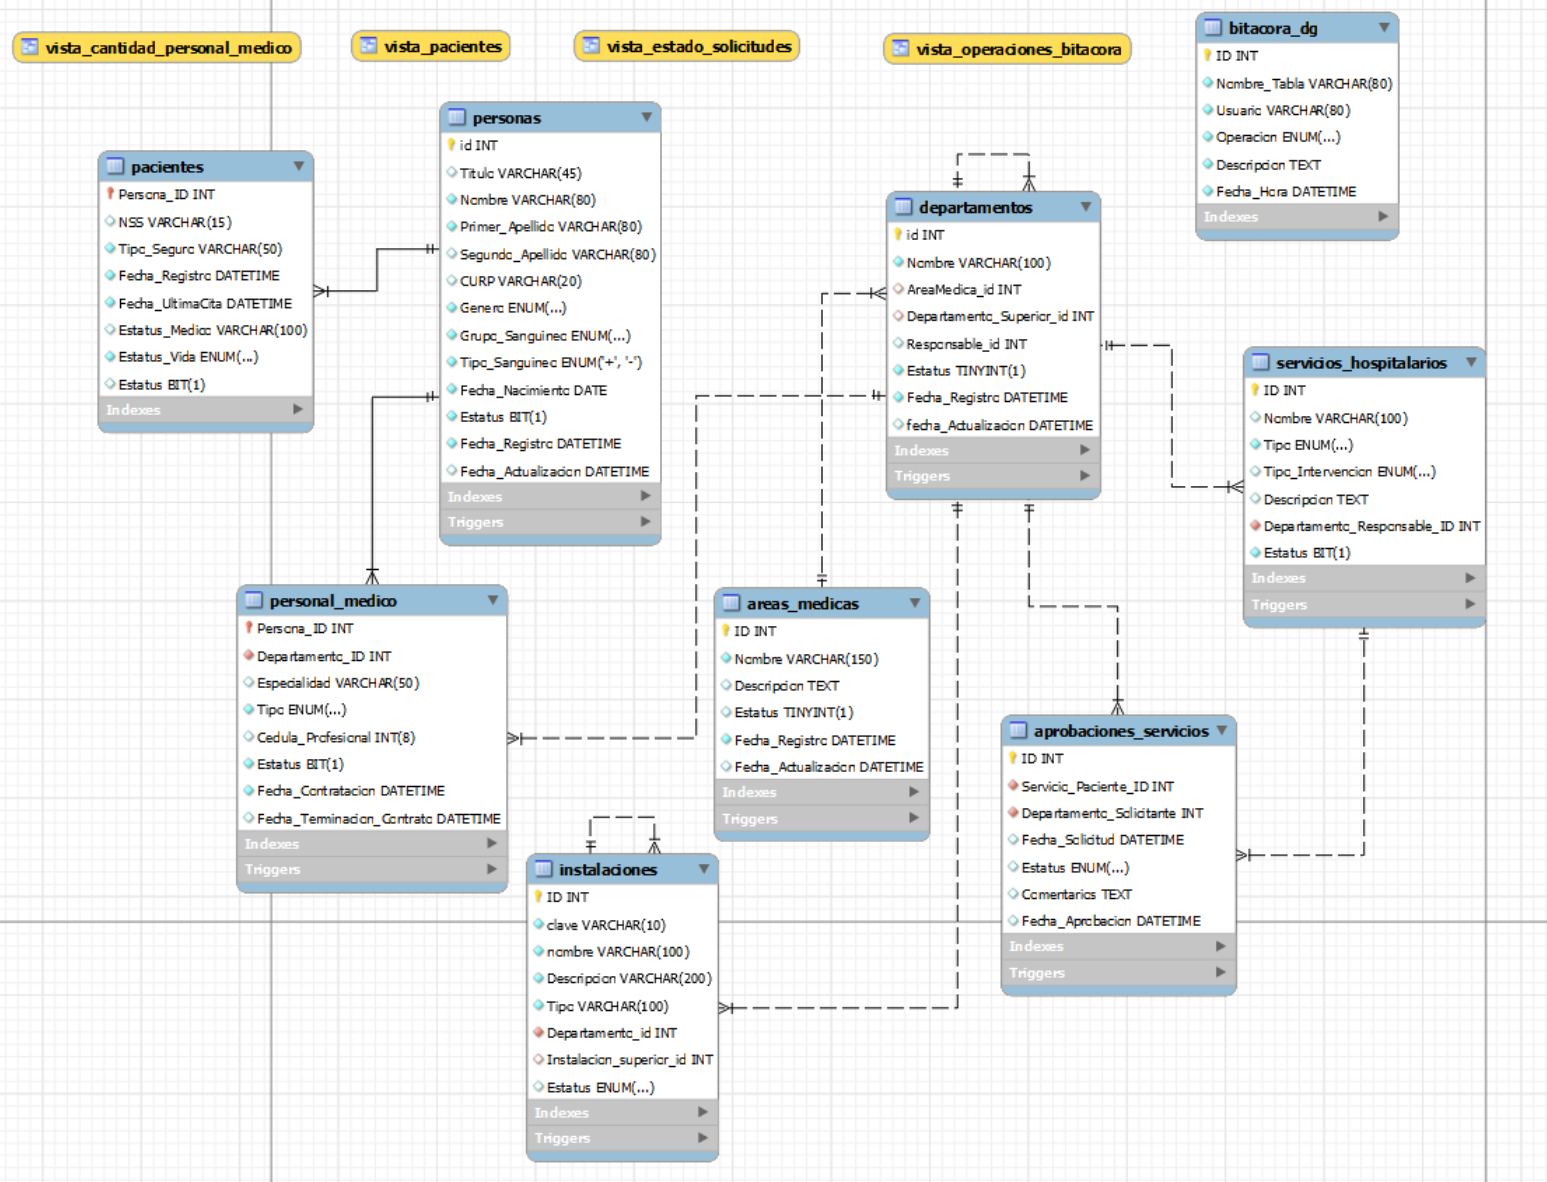 vista_cantidad_personal_medico
vista_pacientes
vista_estado_solicitudes
vista_operaciones_bitacora
bitacora_dg
ID INT
Nombre_Tabla VARCHAR(80)
Usuario VARCHAR(80)
Operacion ENUM(...)
Descripcion TEXT
Fecha_Hora DATETIME
Indexes
personas
id INT
Titulo VARCHAR(45)
Nombre VARCHAR(80)
Primer_Apellido VARCHAR(80)
Segundo_Apellido VARCHAR(80)
CURP VARCHAR(20)
Genero ENUM(...)
Grupo_Sanguineo ENUM(...)
Tipo_Sanguineo ENUM('+', '-')
Fecha_Nacimiento DATE
Estatus BIT(1)
Fecha_Registro DATETIME
Fecha_Actualizacion DATETIME
Indexes
Triggers
pacientes
Persona_ID INT
NSS VARCHAR(15)
Tipo_Seguro VARCHAR(50)
Fecha_Registro DATETIME
Fecha_UltimaCita DATETIME
Estatus_Medico VARCHAR(100)
Estatus_Vida ENUM(...)
Estatus BIT(1)
Indexes
departamentos
id INT
Nombre VARCHAR(100)
AreaMedica_id INT
Departamento_Superior_id INT
Responsable_id INT
Estatus TINYINT(1)
Fecha_Registro DATETIME
fecha_Actualizacion DATETIME
Indexes
Triggers
servicios_hospitalarios
ID INT
Nombre VARCHAR(100)
Tipo ENUM(...)
Tipo_Intervencion ENUM(...)
Descripcion TEXT
Departamento_Responsable_ID INT
Estatus BIT(1)
Indexes
Triggers
personal_medico
Persona_ID INT
Departamento_ID INT
Especialidad VARCHAR(50)
Tipo ENUM(...)
Cedula_Profesional INT(8)
Estatus BIT(1)
Fecha_Contratacion DATETIME
Fecha_Terminacion_Contrato DATETIME
Indexes
Triggers
areas_medicas
ID INT
Nombre VARCHAR(150)
Descripcion TEXT
Estatus TINYINT(1)
Fecha_Registro DATETIME
Fecha_Actualizacion DATETIME
Indexes
Triggers
aprobaciones_servicios
ID INT
Servicio_Paciente_ID INT
Departamento_Solicitante INT
Fecha_Solicitud DATETIME
Estatus ENUM(...)
Comentarios TEXT
Fecha_Aprobacion DATETIME
Indexes
Triggers
instalaciones
ID INT
clave VARCHAR(10)
nombre VARCHAR(100)
Descripcion VARCHAR(200)
Tipo VARCHAR(100)
Departamento_id INT
Instalacion_superior_id INT
Estatus ENUM(...)
Indexes
Triggers